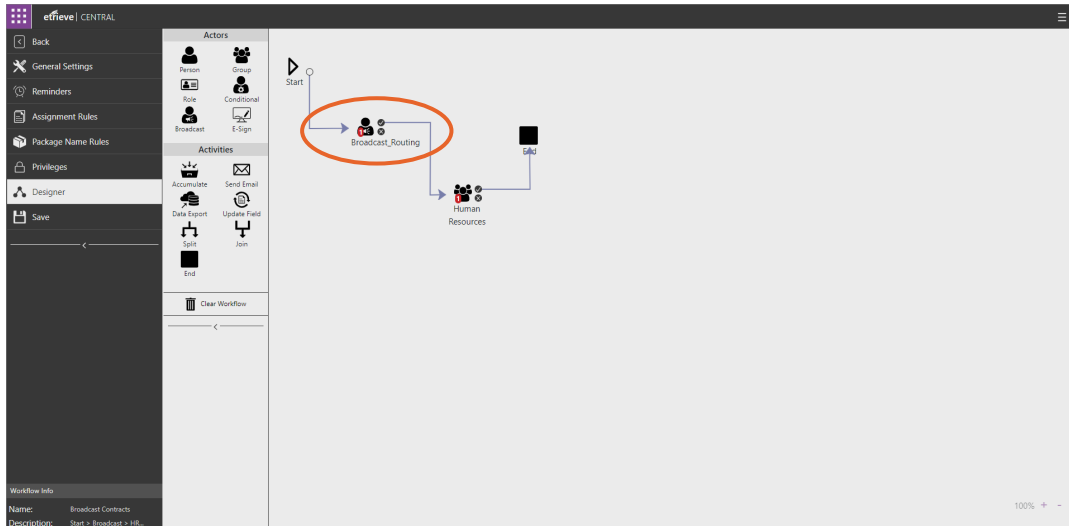 etrieve | CENTRAL
Back
General Settings
Reminders
Assignment Rules
Package Name Rules
Privileges
Designer
Save
Workflow Info
Name: Broadcast Contracts
Description: Start > Broadcast > HR...
Actors
Person Group
Role Conditional
Broadcast E-Sign
Activities
Accumulate Send Email
Data Export Update Field
Split Join
End
Clear Workflow
Start
1
Broadcast_Routing
End
1
Human
Resources
100% + -